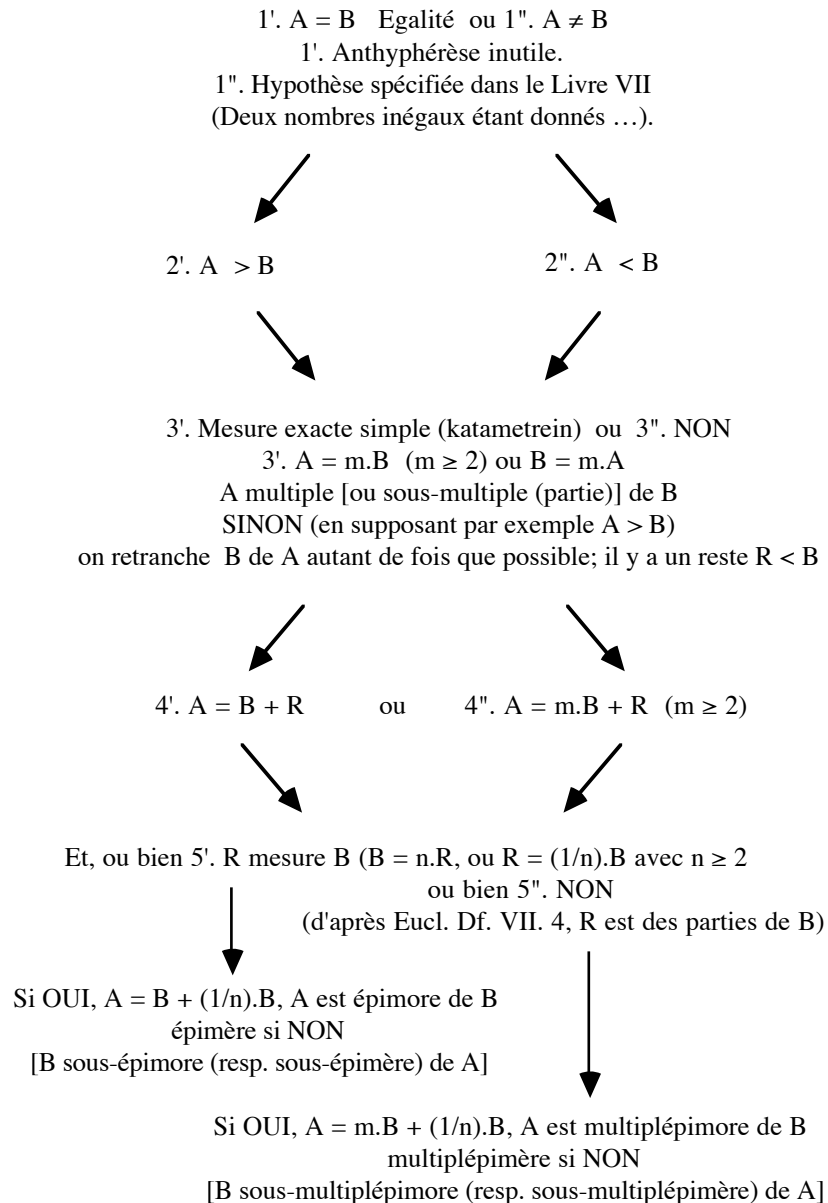 1'. A = B Egalité ou 1". A ≠ B
1'. Anthyphérèse inutile.
1". Hypothèse spécifiée dans le Livre VII
(Deux nombres inégaux étant donnés …).
2'. A > B
2". A < B
3'. Mesure exacte simple (katametrein) ou 3". NON
3'. A = m.B (m ≥ 2) ou B = m.A
A multiple [ou sous-multiple (partie)] de B
SINON (en supposant par exemple A > B)
on retranche B de A autant de fois que possible; il y a un reste R < B
4'. A = B + R ou 4". A = m.B + R (m ≥ 2)
Et, ou bien 5'. R mesure B (B = n.R, ou R = (1/n).B avec n ≥ 2
ou bien 5". NON
(d'après Eucl. Df. VII. 4, R est des parties de B)
Si OUI, A = B + (1/n).B, A est épimore de B
épimère si NON
[B sous-épimore (resp. sous-épimère) de A]
Si OUI, A = m.B + (1/n).B, A est multiplépimore de B
multiplépimère si NON
[B sous-multiplépimore (resp. sous-multiplépimère) de A]